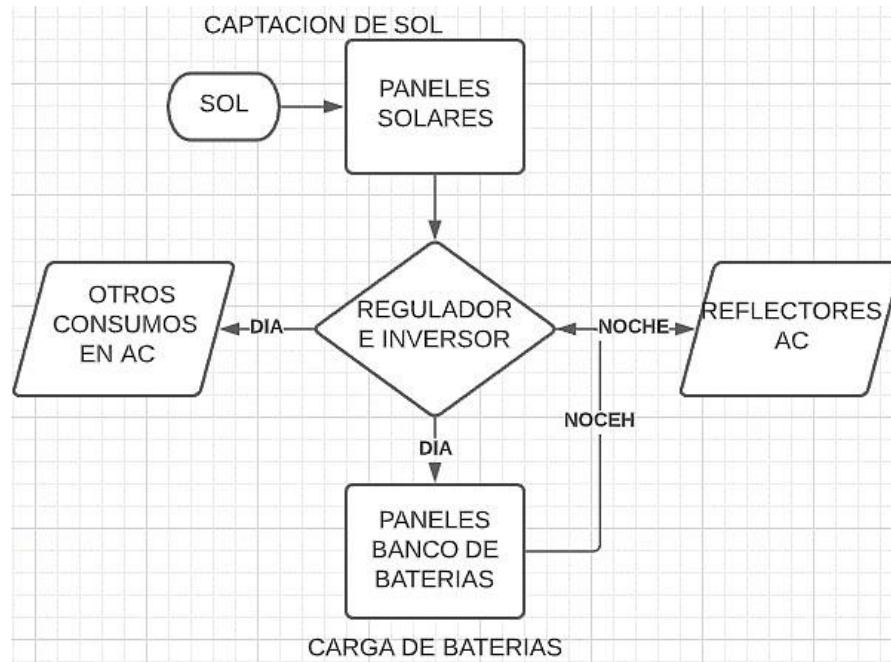 CAPTACION DE SOL
SOL
PANELES
SOLARES
OTROS
CONSUMOS
EN AC
DIA
REGULADOR
E INVERSOR
NOCHE
REFLECTORES
AC
NOCEH
DIA
PANELES
BANCO DE
BATERIAS
CARGA DE BATERIAS